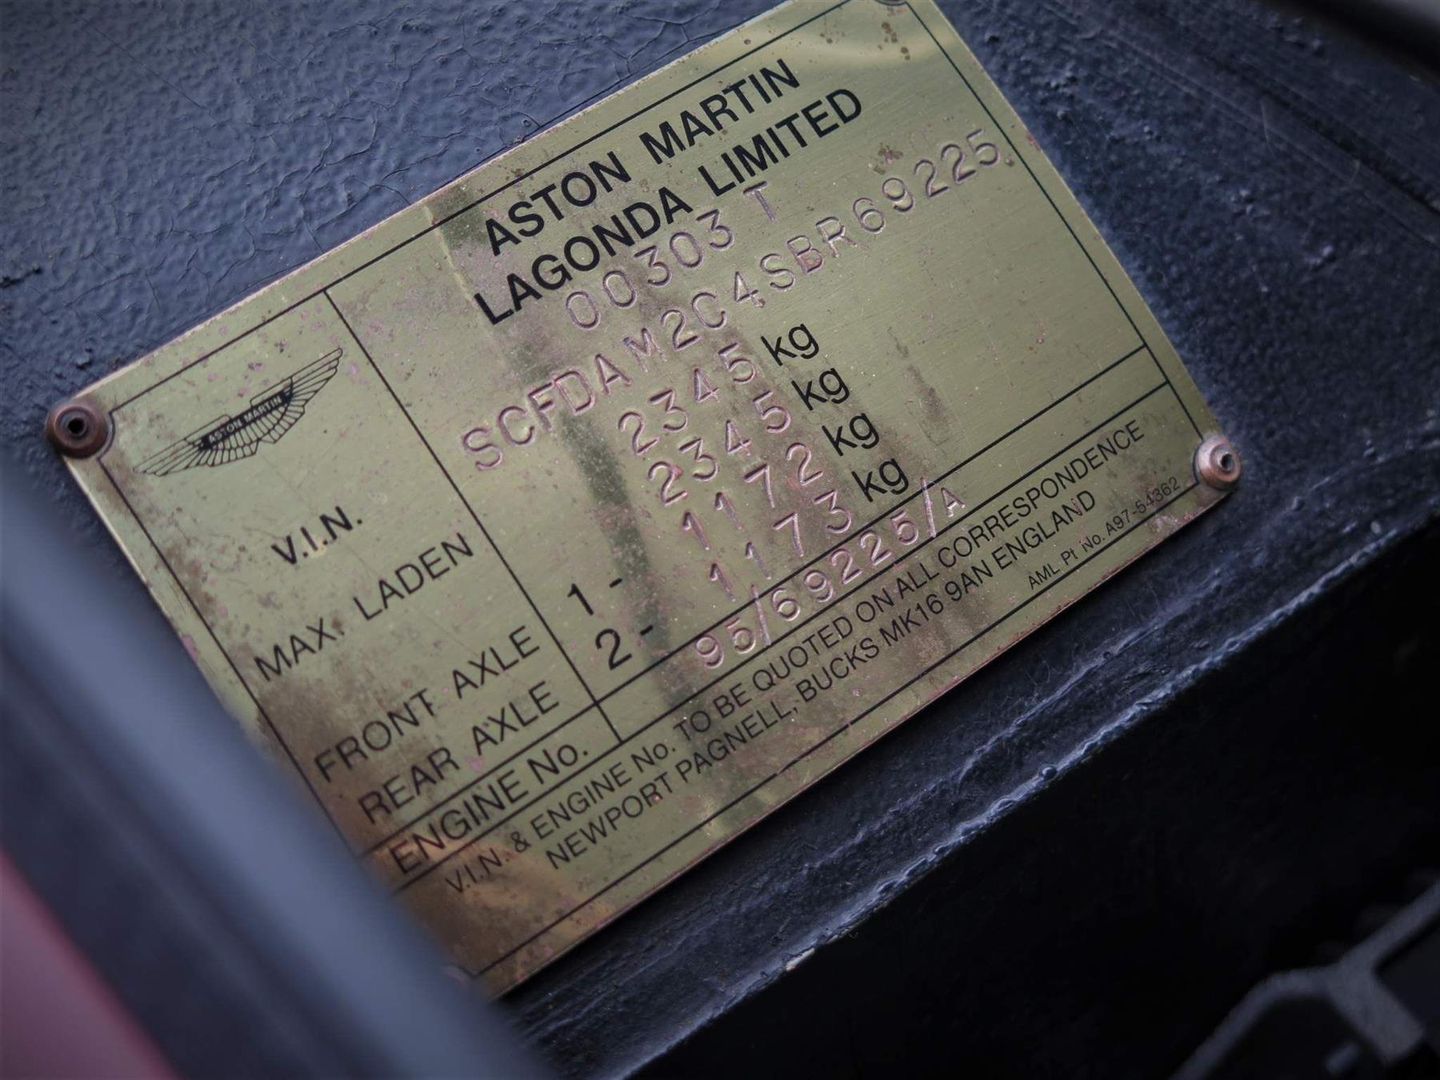 ASTON MARTIN
LAGONDA LIMITED
00303 T
ASTON MARTIN
V.I.N. SCFDAM2C4SBR69225
MAX. LADEN 2345 kg
2345 kg
FRONT AXLE 1 - 1172 kg
REAR AXLE 2 - 1173 kg
ENGINE No. 95/69225/A
V.I.N. & ENGINE No. TO BE QUOTED ON ALL CORRESPONDENCE
NEWPORT PAGNELL, BUCKS MK16 9AN ENGLAND
AML Pt No. A97-54362